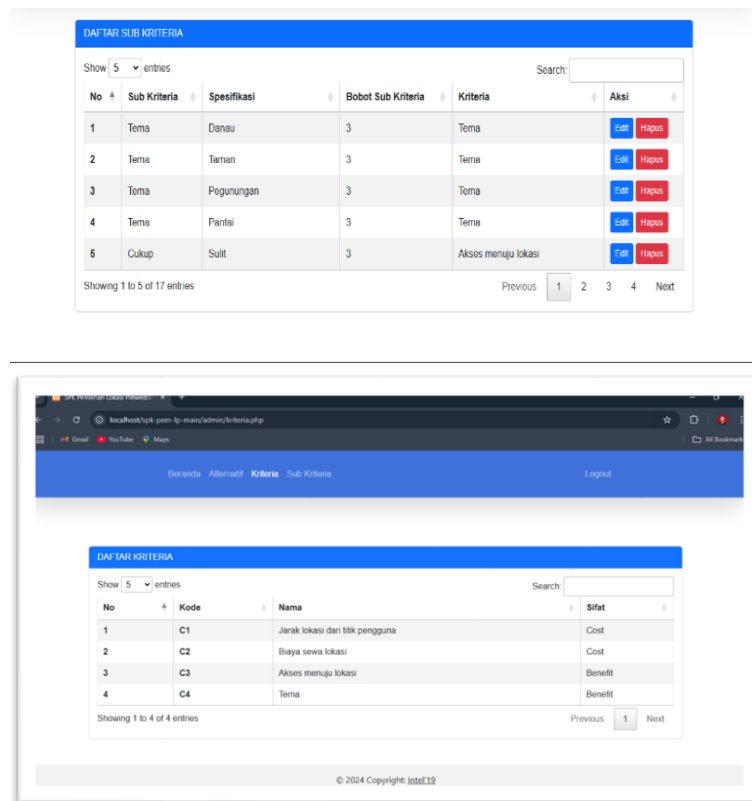 DAFTAR SUB KRITERIA
Show 5 entries Search:
No Sub Kriteria Spesifikasi Bobot Sub Kriteria Kriteria Aksi
1 Tema Danau 3 Tema Edit Hapus
2 Tema Taman 3 Tema Edit Hapus
3 Tema Pegunungan 3 Tema Edit Hapus
4 Tema Pantai 3 Tema Edit Hapus
5 Cukup Sulit 3 Akses menuju lokasi Edit Hapus
Showing 1 to 5 of 17 entries Previous 1 2 3 4 Next
SPK Pemilihan Lokasi
localhost/spk-pem-lp-main/admin/kriteria.php
Gmail YouTube Maps All Bookmarks
Beranda Alternatif Kriteria Sub Kriteria Logout
DAFTAR KRITERIA
Show 5 entries Search:
No Kode Nama Sifat
1 C1 Jarak lokasi dari titik pengguna Cost
2 C2 Biaya sewa lokasi Cost
3 C3 Akses menuju lokasi Benefit
4 C4 Tema Benefit
Showing 1 to 4 of 4 entries Previous 1 Next
© 2024 Copyright: Intel'19